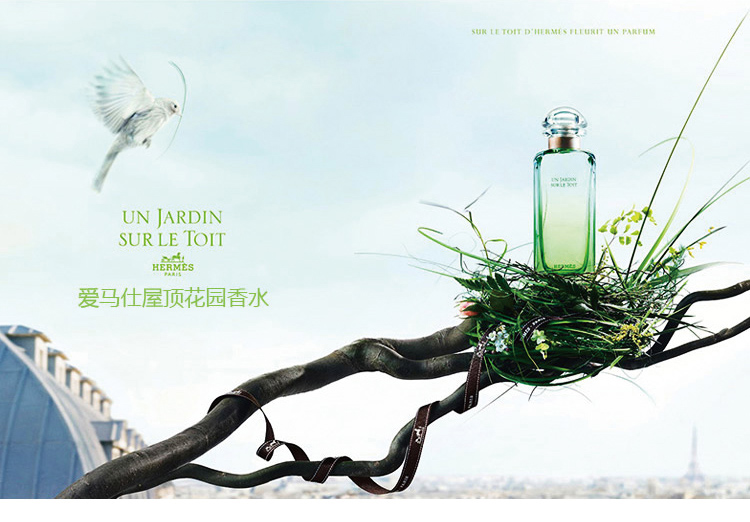 SUR LE TOIT D'HERMÈS FLEURIT UN PARFUM
UN JARDIN
SUR LE TOIT
HERMÈS
PARIS
爱马仕屋顶花园香水
UN JARDIN
SUR LE TOIT
HERMÈS